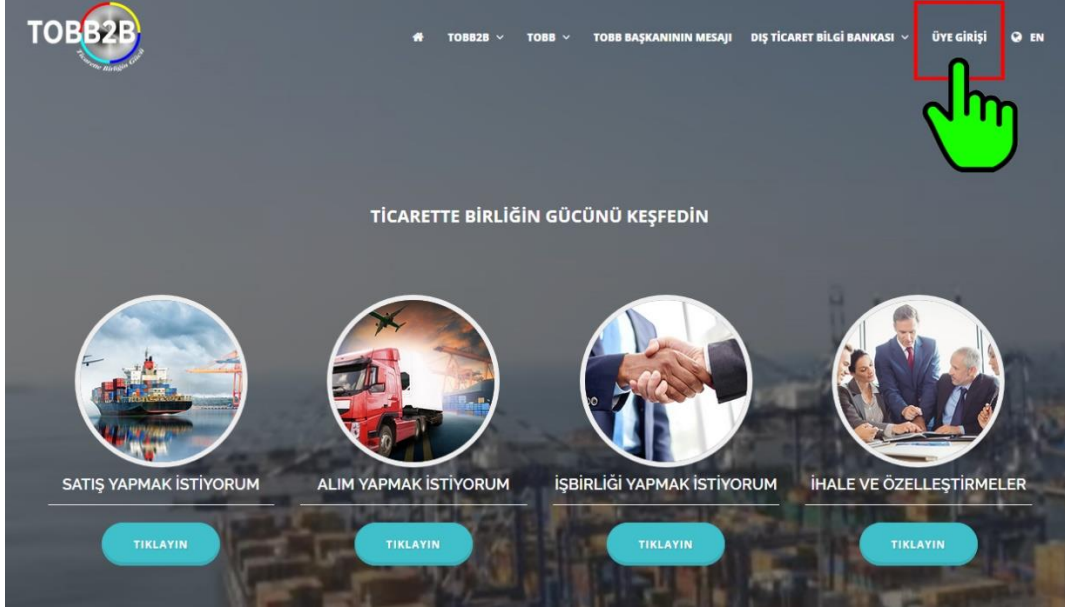 TOBB2B
Ticarette Birliğin Gücü
TOBB2B
TOBB
TOBB BAŞKANININ MESAJI
DIŞ TİCARET BİLGİ BANKASI
ÜYE GİRİŞİ
EN
TİCARETTE BİRLİĞİN GÜCÜNÜ KEŞFEDİN
SATIŞ YAPMAK İSTİYORUM
ALIM YAPMAK İSTİYORUM
İŞBİRLİĞİ YAPMAK İSTİYORUM
İHALE VE ÖZELLEŞTİRMELER
TIKLAYIN
TIKLAYIN
TIKLAYIN
TIKLAYIN